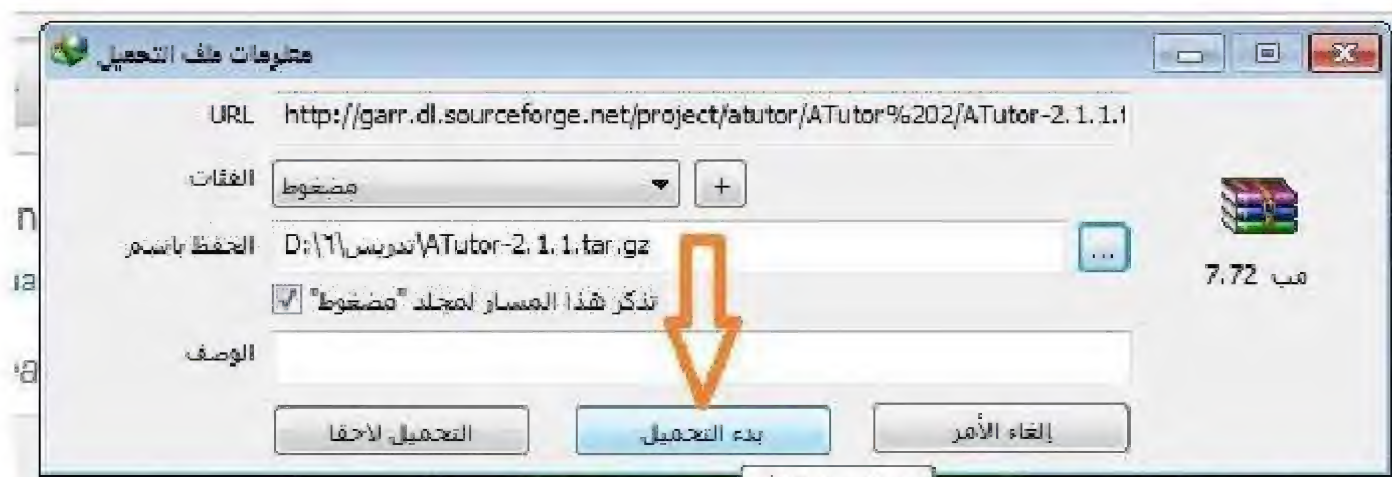 معلومات ملف التحميل
URL http://garr.dl.sourceforge.net/project/atutor/ATutor%202/ATutor-2.1.1.t
الفئات مضغوط +
الحفظ باسم D:\٦\تدريس\ATutor-2.1.1.tar.gz ...
7.72 مب
تذكر هذا المسار لمجلد "مضغوط"
الوصف
التحميل لاحقا بدء التحميل إلغاء الأمر